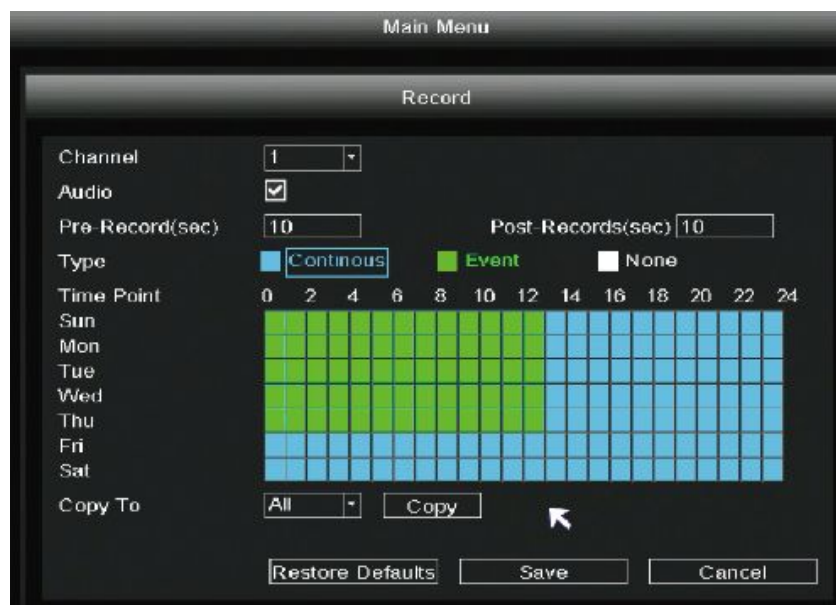 Main Menu
Record
Channel 1
Audio
Pre-Record(sec) 10 Post-Records(sec) 10
Type Continous Event None
Time Point 0 2 4 6 8 10 12 14 16 18 20 22 24
Sun
Mon
Tue
Wed
Thu
Fri
Sat
Copy To All Copy
Restore Defaults Save Cancel